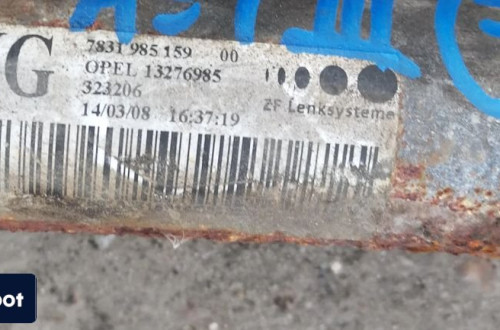 G
7831 985 159 00
OPEL 13276985
323206
14/03/08 16:37:19
ZF Lenksysteme
oot